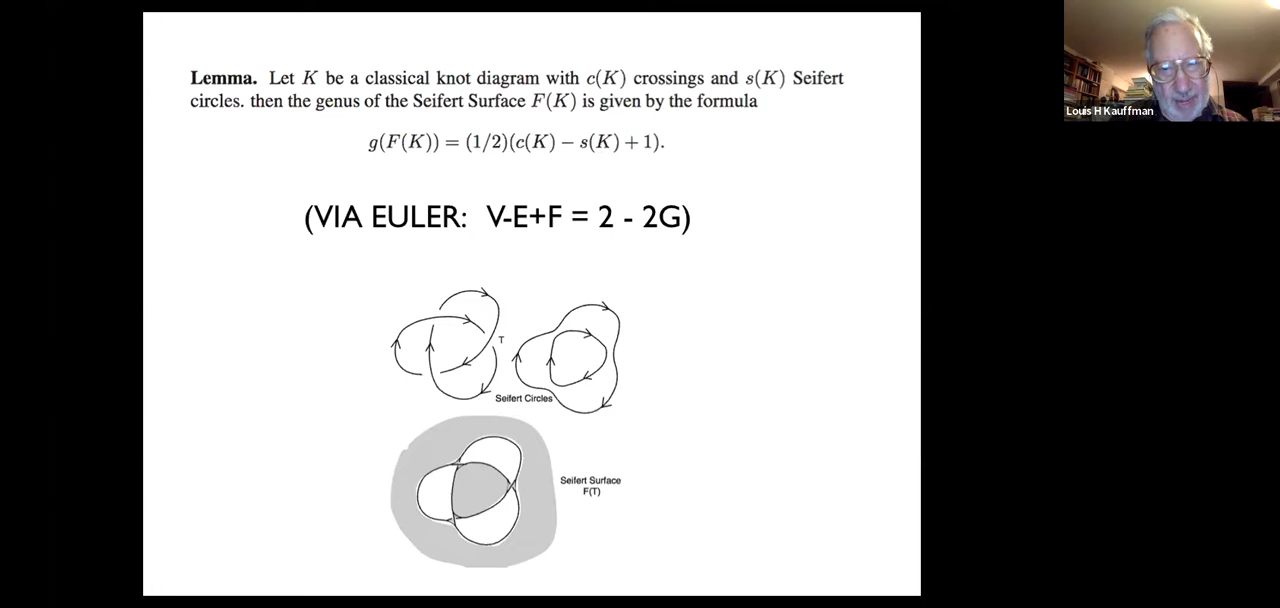 Lemma. Let K be a classical knot diagram with c(K) crossings and s(K) Seifert
circles. then the genus of the Seifert Surface F(K) is given by the formula
g(F(K)) = (1/2)(c(K) − s(K) + 1).
(VIA EULER: V-E+F = 2 - 2G)
T
Seifert Circles
Seifert Surface
F(T)
Louis H Kauffman